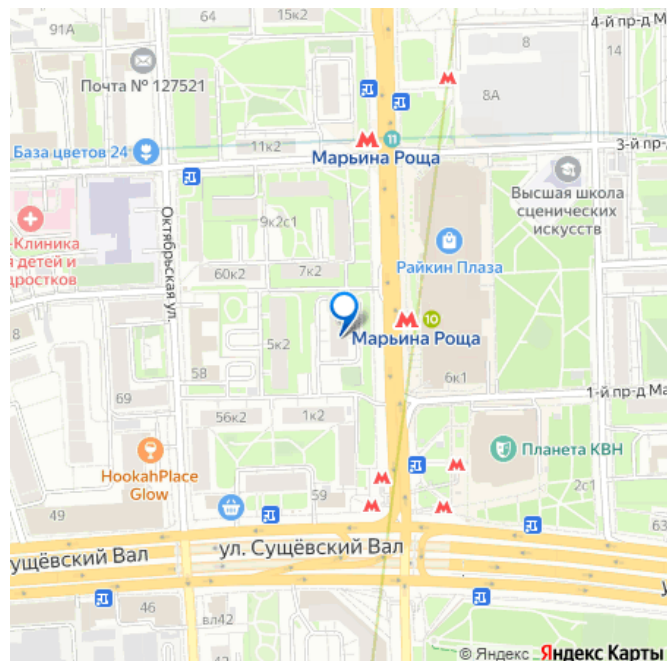 64
15к2
4-й пр-д М
91А
8
14
Почта № 127521
8А
11
3-й пр-д
База цветов 24
11к2
Марьина Роща
Высшая школа
сценических
искусств
-Клиника
я детей и
дростков
Октябрьская ул.
9к2с1
Райкин Плаза
60к2
7к2
10
Марьина Роща
8
5к2
58
6к1
1-й пр-д Ма
69
56к2
1к2
Планета КВН
HookahPlace
Glow
59
2с1
49
63
ущёвский Вал
ул. Сущёвский Вал
у
46
вл42
© Яндекс Яндекс Карты